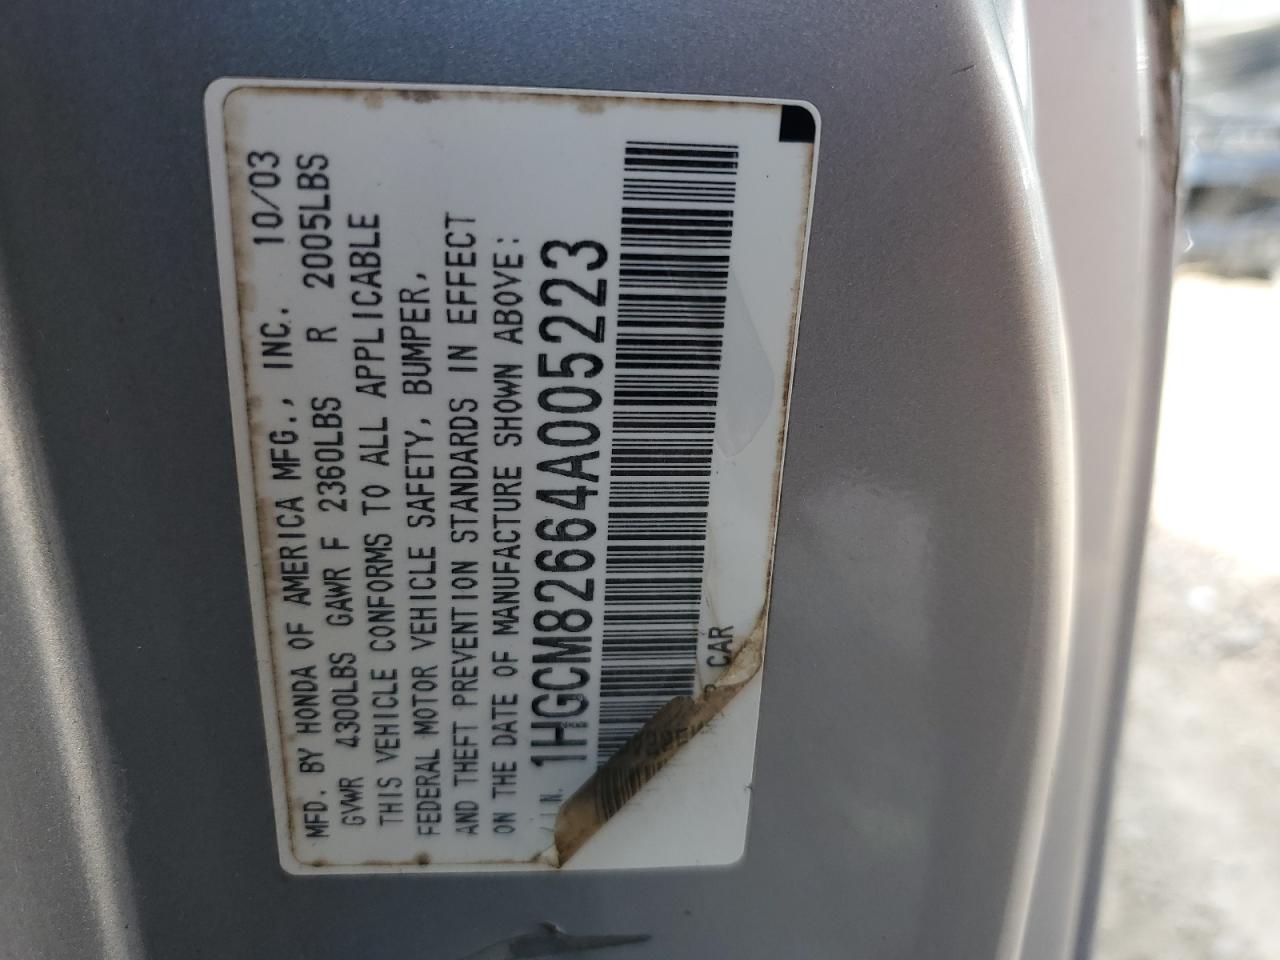 MFD. BY HONDA OF AMERICA MFG., INC. 10/03
GVWR 4300LBS GAWR F 2360LBS R 2005LBS
THIS VEHICLE CONFORMS TO ALL APPLICABLE
FEDERAL MOTOR VEHICLE SAFETY, BUMPER,
AND THEFT PREVENTION STANDARDS IN EFFECT
ON THE DATE OF MANUFACTURE SHOWN ABOVE:
V.I.N. 1HGCM82664A005223
CAR